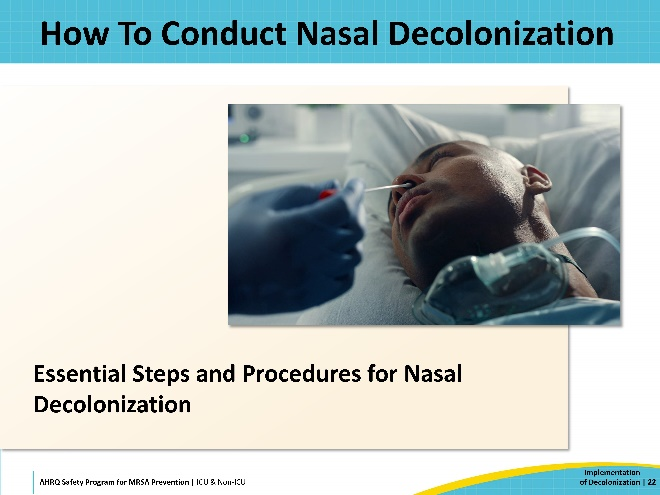 How To Conduct Nasal Decolonization
Essential Steps and Procedures for Nasal
Decolonization
AHRQ Safety Program for MRSA Prevention | ICU & Non-ICU
Implementation
of Decolonization | 22